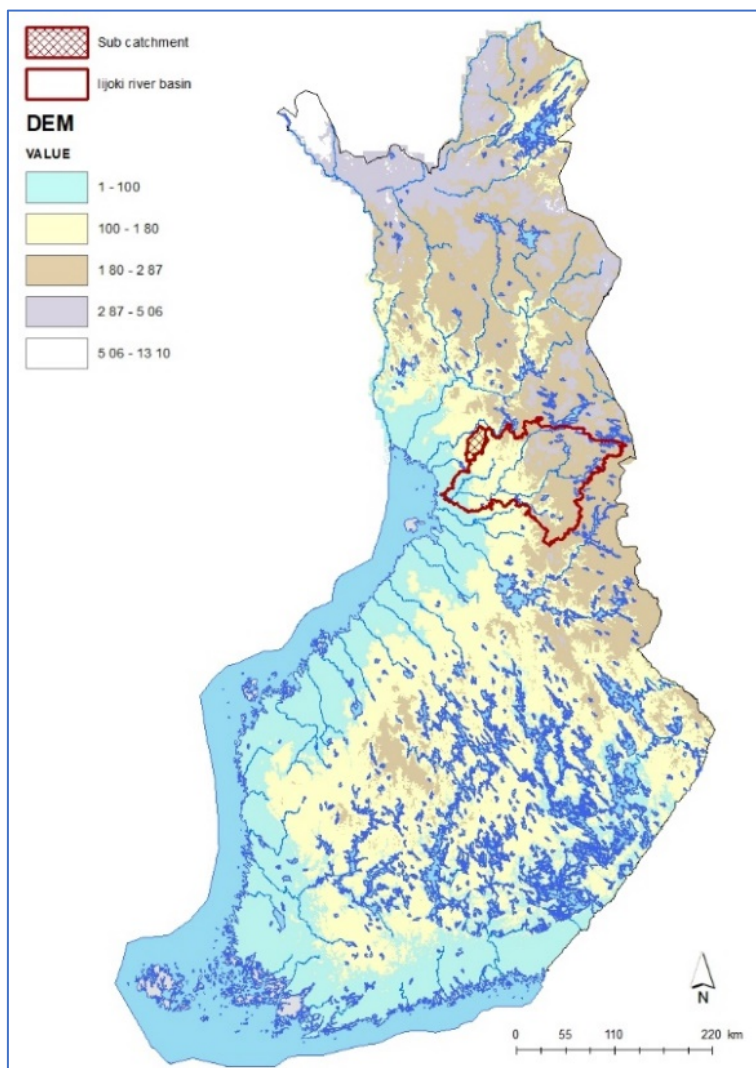 Sub catchment
Iijoki river basin
DEM
VALUE
1 - 100
100 - 1 80
1 80 - 2 87
2 87 - 5 06
5 06 - 13 10
N
0 55 110 220 km